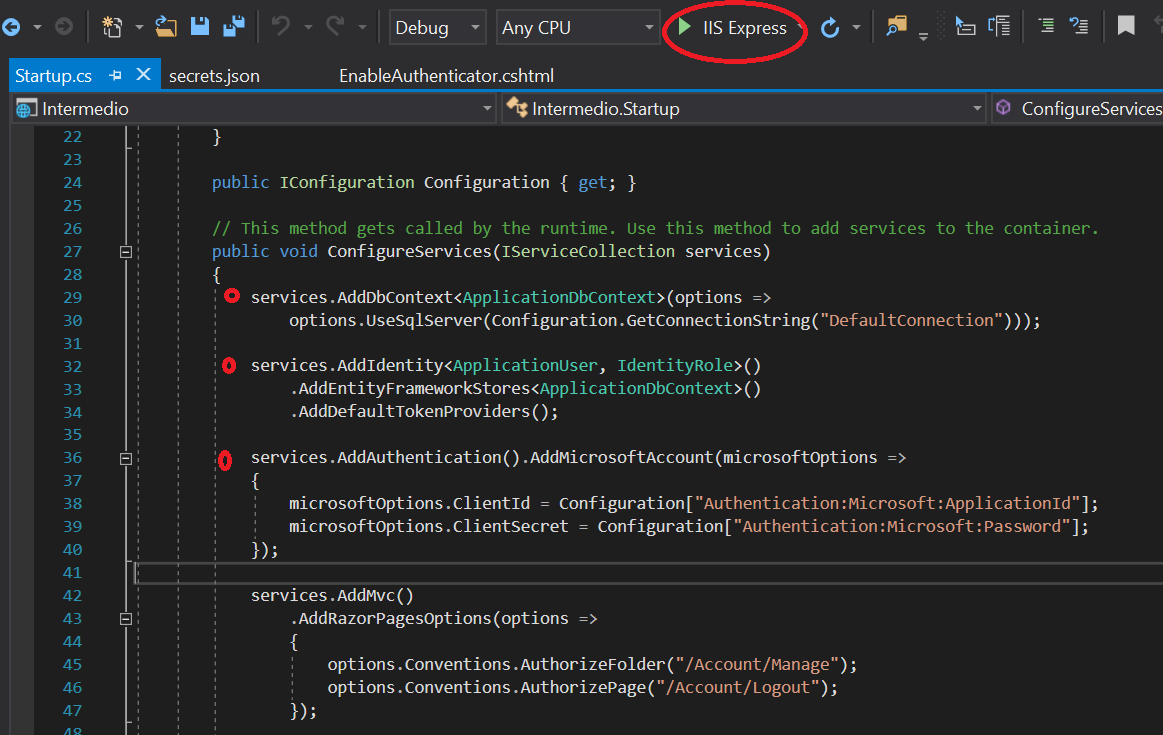 Debug Any CPU IIS Express
Startup.cs secrets.json EnableAuthenticator.cshtml
Intermedio Intermedio.Startup ConfigureServices
22 }
23
24 public IConfiguration Configuration { get; }
25
26 // This method gets called by the runtime. Use this method to add services to the container.
27 public void ConfigureServices(IServiceCollection services)
28 {
29 services.AddDbContext<ApplicationDbContext>(options =>
30 options.UseSqlServer(Configuration.GetConnectionString("DefaultConnection")));
31
32 services.AddIdentity<ApplicationUser, IdentityRole>()
33 .AddEntityFrameworkStores<ApplicationDbContext>()
34 .AddDefaultTokenProviders();
35
36 services.AddAuthentication().AddMicrosoftAccount(microsoftOptions =>
37 {
38 microsoftOptions.ClientId = Configuration["Authentication:Microsoft:ApplicationId"];
39 microsoftOptions.ClientSecret = Configuration["Authentication:Microsoft:Password"];
40 });
41
42 services.AddMvc()
43 .AddRazorPagesOptions(options =>
44 {
45 options.Conventions.AuthorizeFolder("/Account/Manage");
46 options.Conventions.AuthorizePage("/Account/Logout");
47 });
48